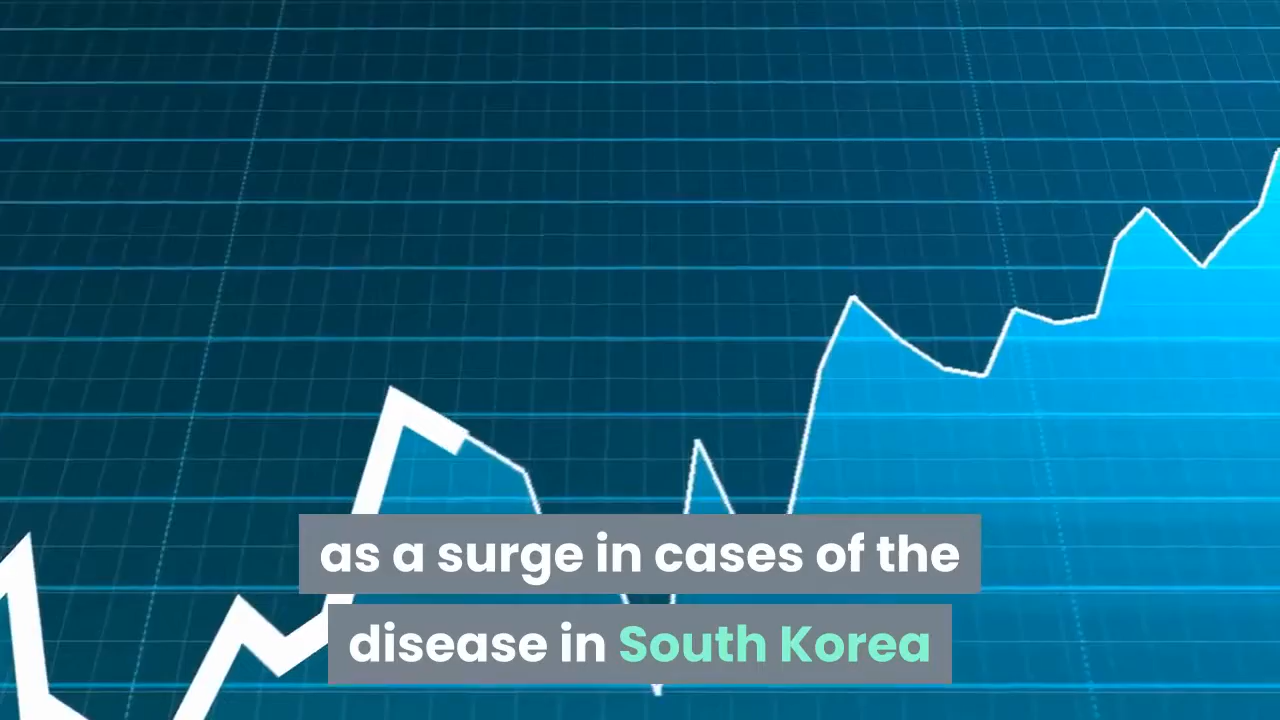 as a surge in cases of the
disease in South Korea